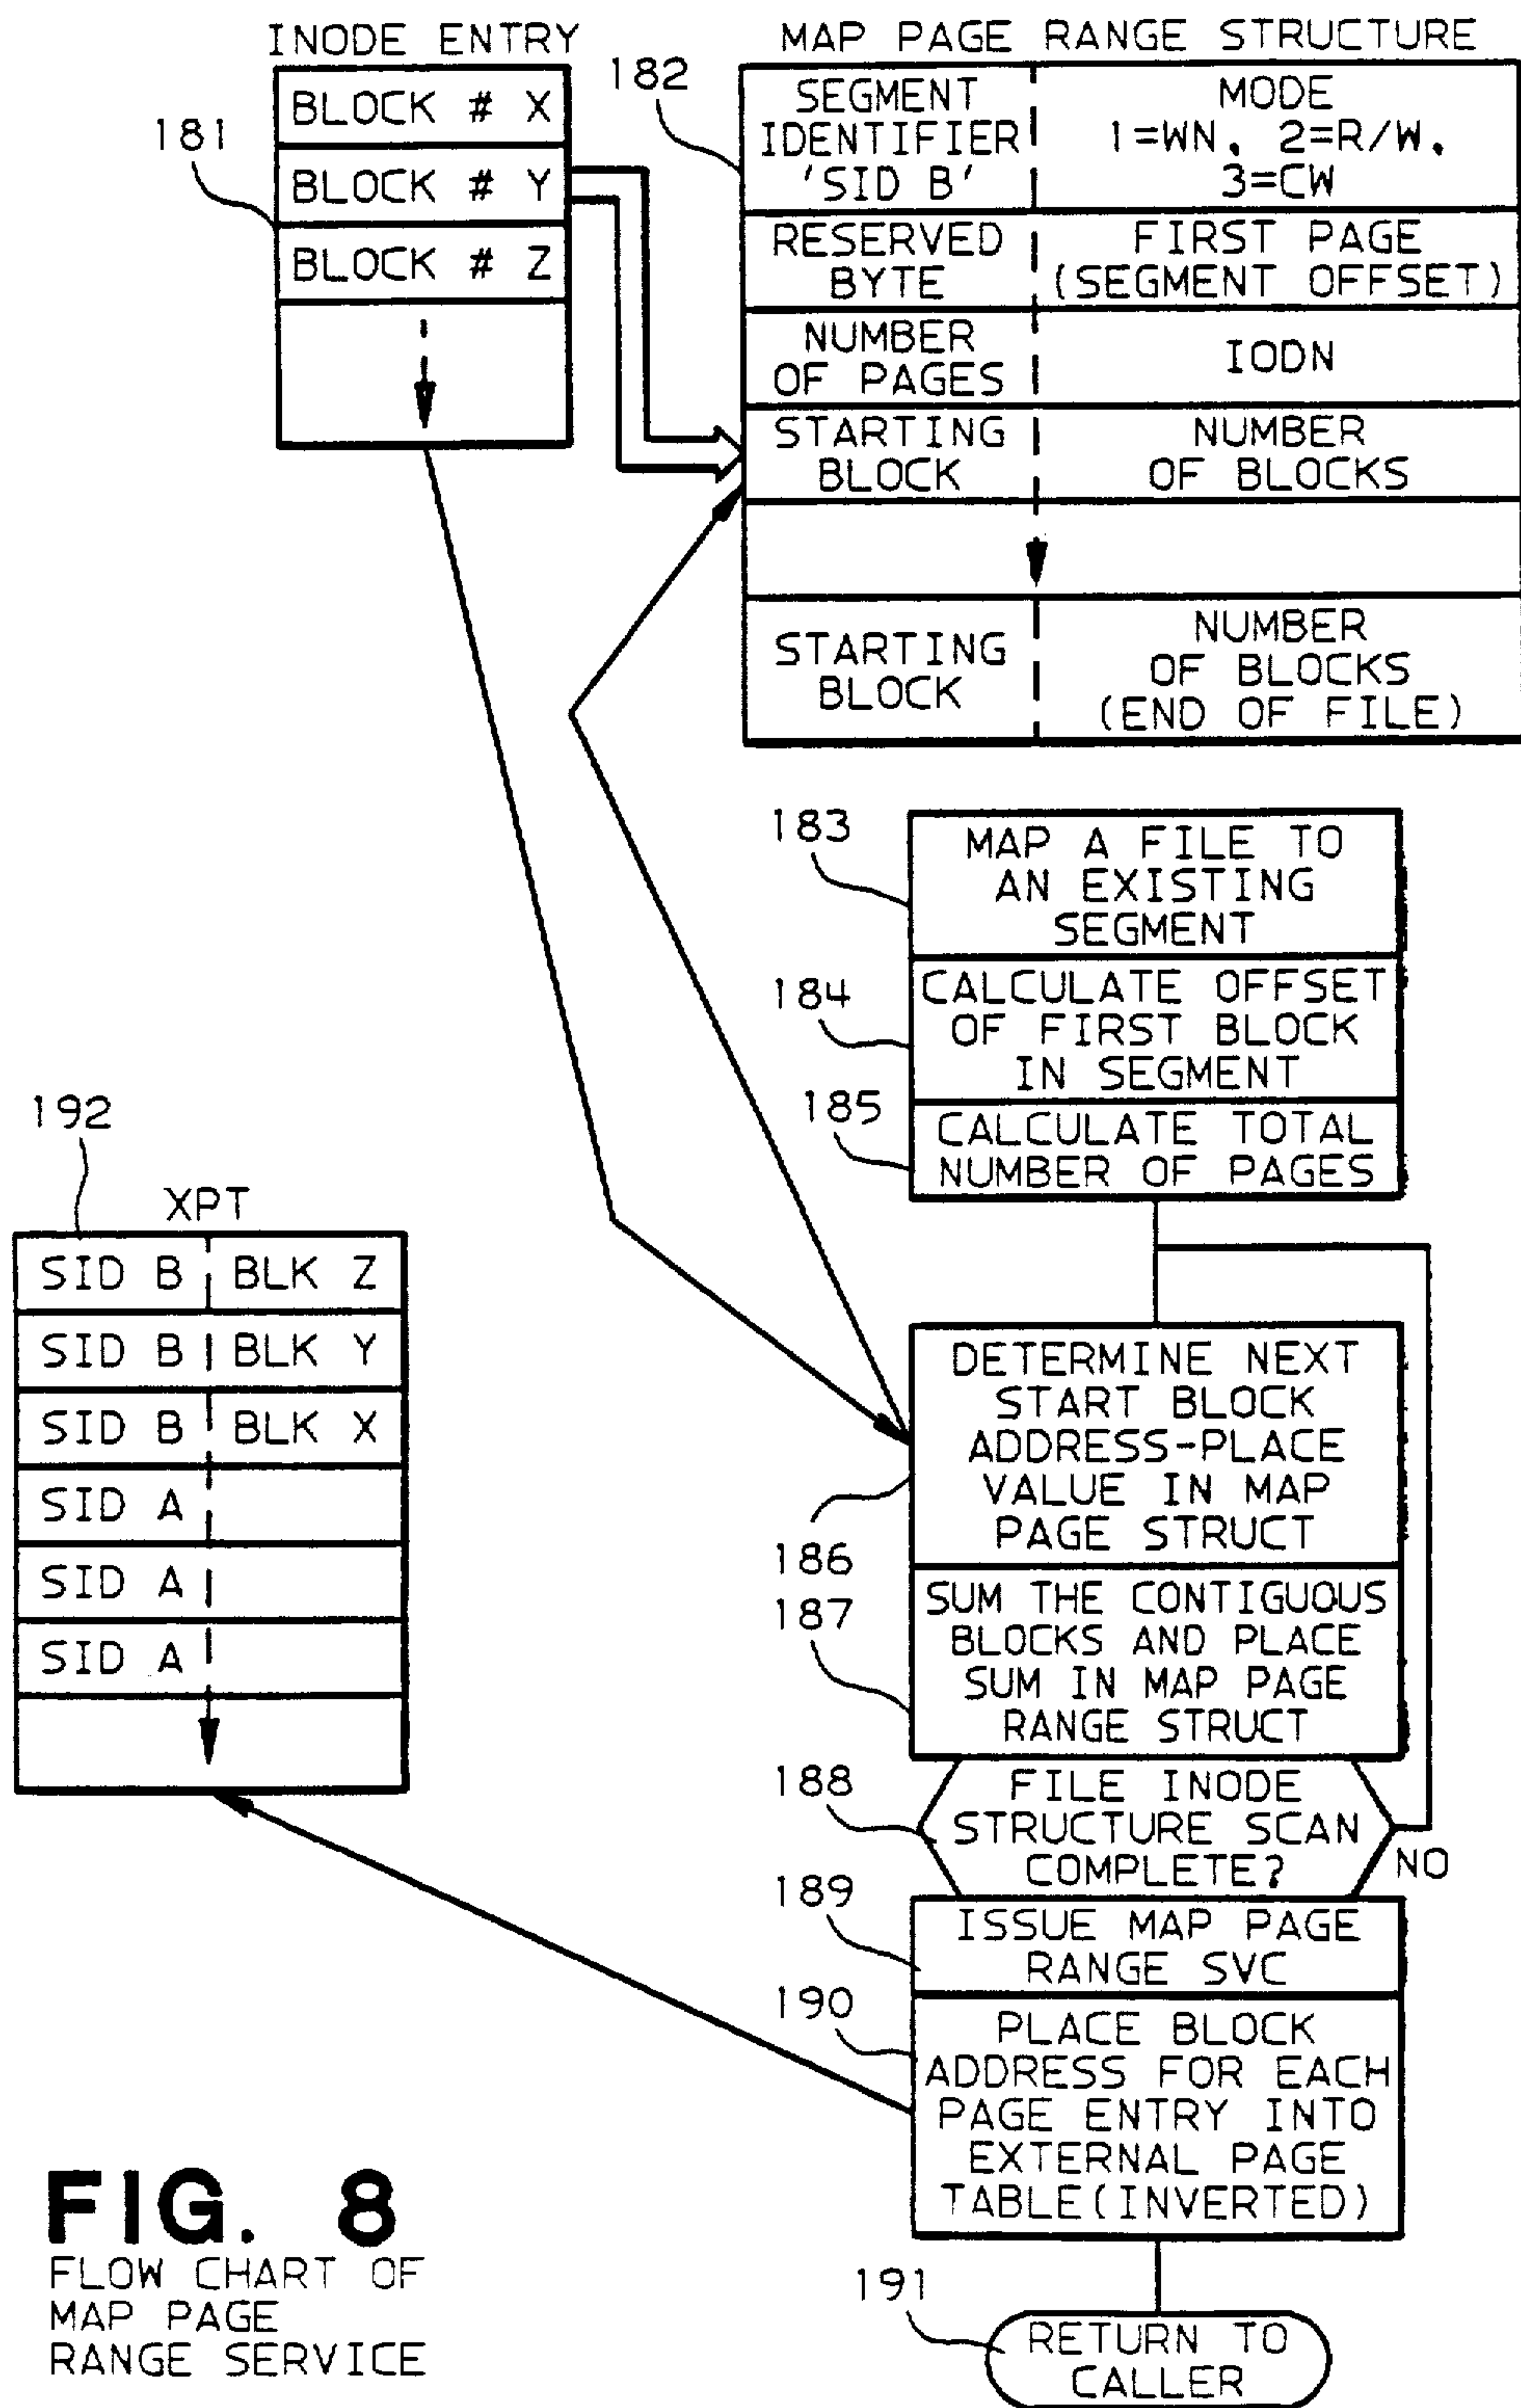 INODE ENTRY
BLOCK # X
BLOCK # Y
BLOCK # Z
181
MAP PAGE RANGE STRUCTURE
182
SEGMENT
IDENTIFIER
'SID B'
MODE
1=WN, 2=R/W,
3=CW
RESERVED
BYTE
FIRST PAGE
(SEGMENT OFFSET)
NUMBER
OF PAGES
IODN
STARTING
BLOCK
NUMBER
OF BLOCKS
STARTING
BLOCK
NUMBER
OF BLOCKS
(END OF FILE)
183
MAP A FILE TO
AN EXISTING
SEGMENT
184
CALCULATE OFFSET
OF FIRST BLOCK
IN SEGMENT
185
CALCULATE TOTAL
NUMBER OF PAGES
192
XPT
SID B BLK Z
SID B BLK Y
SID B BLK X
SID A
SID A
SID A
DETERMINE NEXT
START BLOCK
ADDRESS-PLACE
VALUE IN MAP
PAGE STRUCT
186
187
SUM THE CONTIGUOUS
BLOCKS AND PLACE
SUM IN MAP PAGE
RANGE STRUCT
188
FILE INODE
STRUCTURE SCAN
COMPLETE?
NO
189
ISSUE MAP PAGE
RANGE SVC
190
PLACE BLOCK
ADDRESS FOR EACH
PAGE ENTRY INTO
EXTERNAL PAGE
TABLE(INVERTED)
191
RETURN TO
CALLER
FIG. 8
FLOW CHART OF
MAP PAGE
RANGE SERVICE